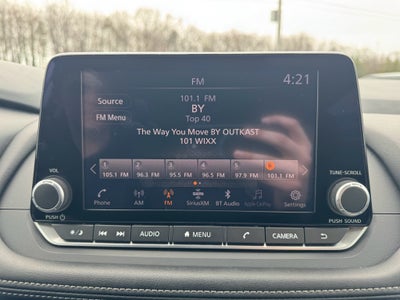 FM
4:21
Source
101.1 FM
BY
FM Menu
Top 40
The Way You Move BY OUTKAST
101 WIXX
105.1 FM 96.3 FM 95.5 FM 96.5 FM 97.9 FM 101.1 FM
VOL
TUNE•SCROLL
Phone AM FM SiriusXM BT Audio Apple CarPlay Settings
PUSH
PUSH SOUND
AUDIO MENU CAMERA